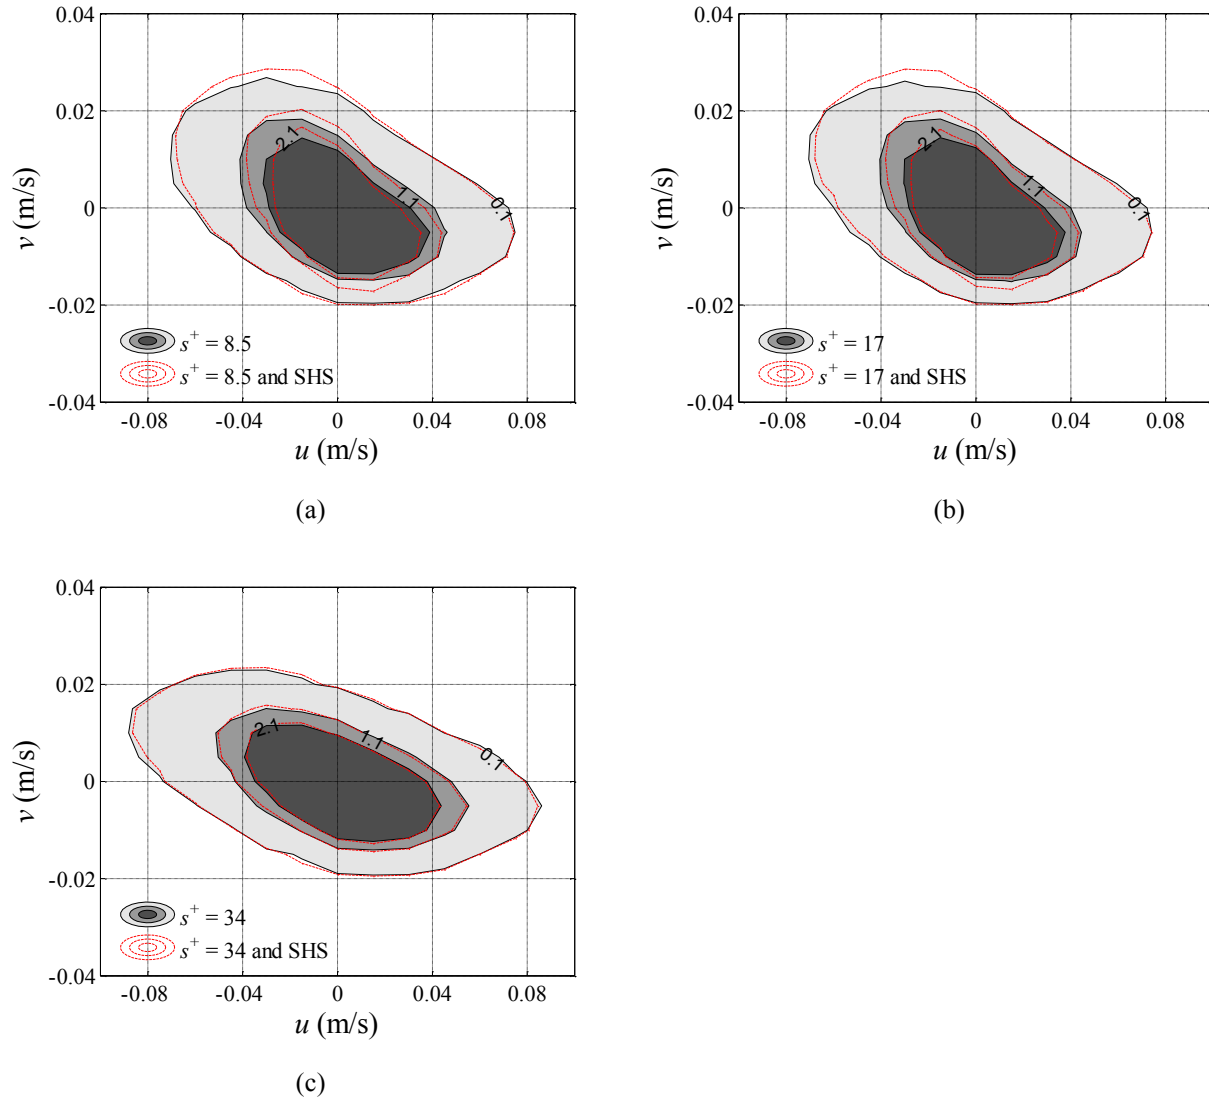 0.04
0.02
0
-0.02
-0.04
v (m/s)
2.1
1.1
0.1
s+ = 8.5
s+ = 8.5 and SHS
-0.08 -0.04 0 0.04 0.08
u (m/s)
(a)
0.04
0.02
0
-0.02
-0.04
v (m/s)
2.1
1.1
0.1
s+ = 17
s+ = 17 and SHS
-0.08 -0.04 0 0.04 0.08
u (m/s)
(b)
0.04
0.02
0
-0.02
-0.04
v (m/s)
2.1
1.1
0.1
s+ = 34
s+ = 34 and SHS
-0.08 -0.04 0 0.04 0.08
u (m/s)
(c)